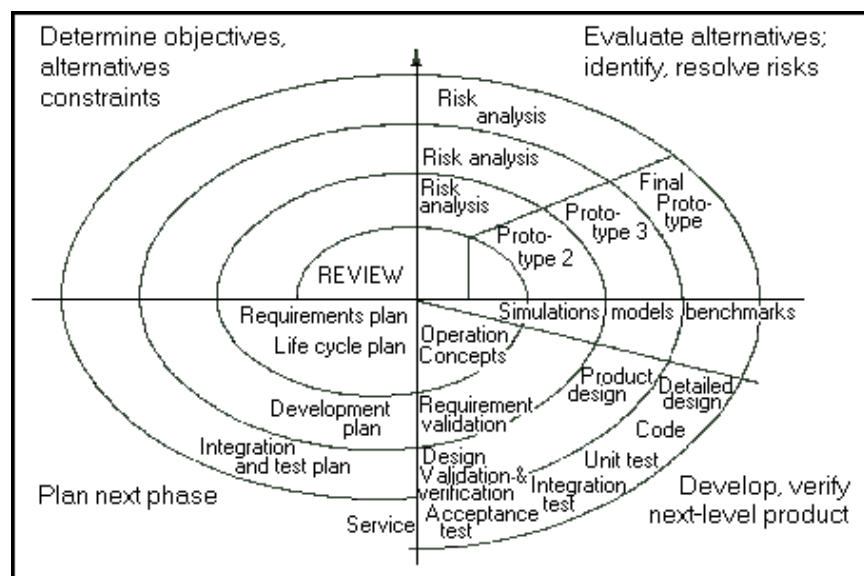 Determine objectives,
alternatives
constraints
Evaluate alternatives;
identify, resolve risks
Risk
analysis
Risk analysis
Risk
analysis
Proto-
type 2
Proto-
type 3
Final
Proto-
type
REVIEW
Requirements plan
Life cycle plan
Development
plan
Integration
and test plan
Plan next phase
Simulations
models
benchmarks
Operation
Concepts
Requirement
validation
Design
Validation-&
verification
Product
design
Detailed
design
Code
Unit test
Integration
test
Acceptance
test
Service
Develop, verify
next-level product